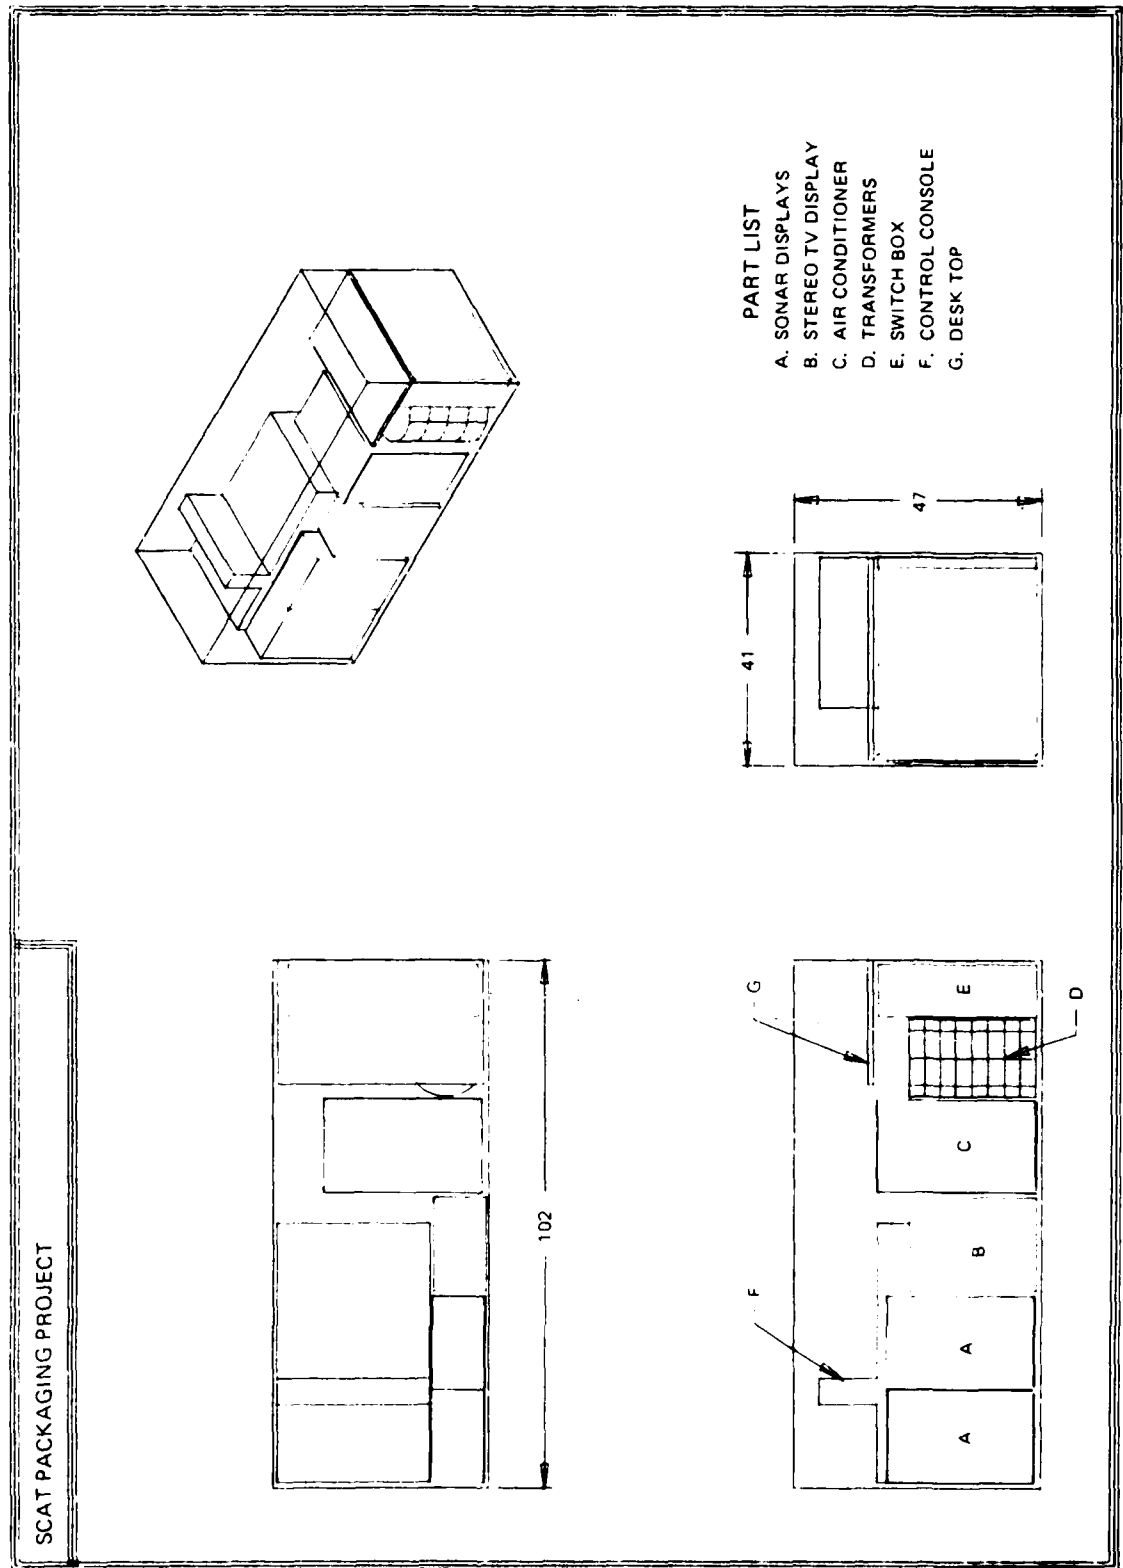 SCAT PACKAGING PROJECT
102
41
47
PART LIST
A. SONAR DISPLAYS
B. STEREO TV DISPLAY
C. AIR CONDITIONER
D. TRANSFORMERS
E. SWITCH BOX
F. CONTROL CONSOLE
G. DESK TOP
F
G
A
A
B
C
E
D